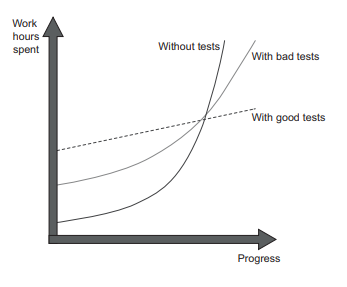 Work
hours
spent
Without tests
With bad tests
With good tests
Progress